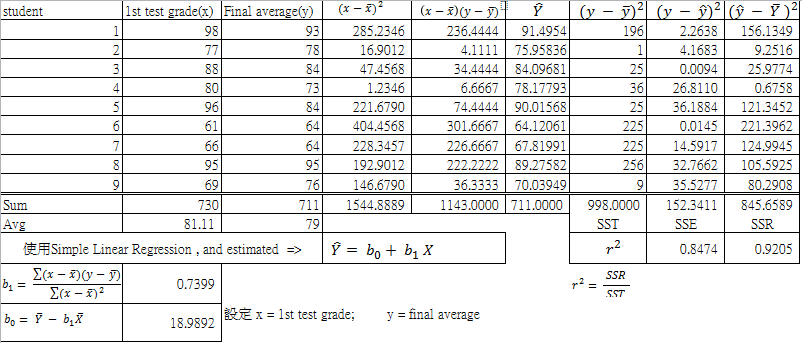 student 1st test grade(x) Final average(y) (x − x̄)² (x − x̄)(y − ȳ) Ŷ (y − ȳ)² (y − ŷ)² (ŷ − Ȳ)²
1 98 93 285.2346 236.4444 91.4954 196 2.2638 156.1349
2 77 78 16.9012 4.1111 75.95836 1 4.1683 9.2516
3 88 84 47.4568 34.4444 84.09681 25 0.0094 25.9774
4 80 73 1.2346 6.6667 78.17793 36 26.8110 0.6758
5 96 84 221.6790 74.4444 90.01568 25 36.1884 121.3452
6 61 64 404.4568 301.6667 64.12061 225 0.0145 221.3962
7 66 64 228.3457 226.6667 67.81991 225 14.5917 124.9945
8 95 95 192.9012 222.2222 89.27582 256 32.7662 105.5925
9 69 76 146.6790 36.3333 70.03949 9 35.5277 80.2908
Sum 730 711 1544.8889 1143.0000 711.0000 998.0000 152.3411 845.6589
Avg 81.11 79 SST SSE SSR
使用Simple Linear Regression , and estimated => Ŷ = b₀ + b₁ X r² 0.8474 0.9205
b₁ = ∑(x − x̄)(y − ȳ) / ∑(x − x̄)² 0.7399 r² = SSR / SST
b₀ = Ȳ − b₁X̄ 18.9892 設定 x = 1st test grade; y = final average